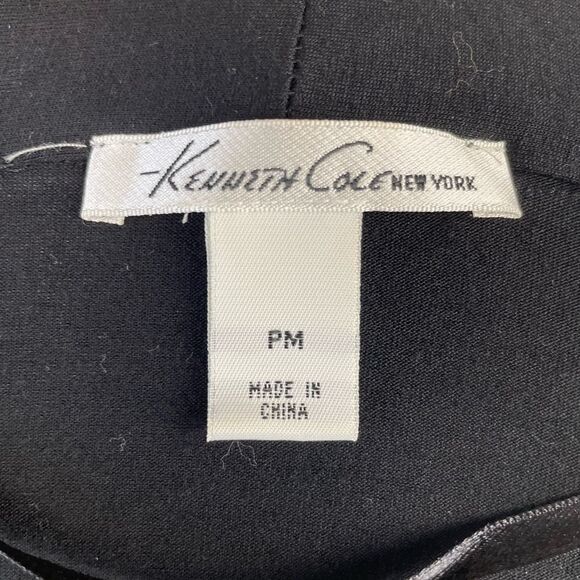 KENNETH COLE NEW YORK
PM
MADE IN
CHINA